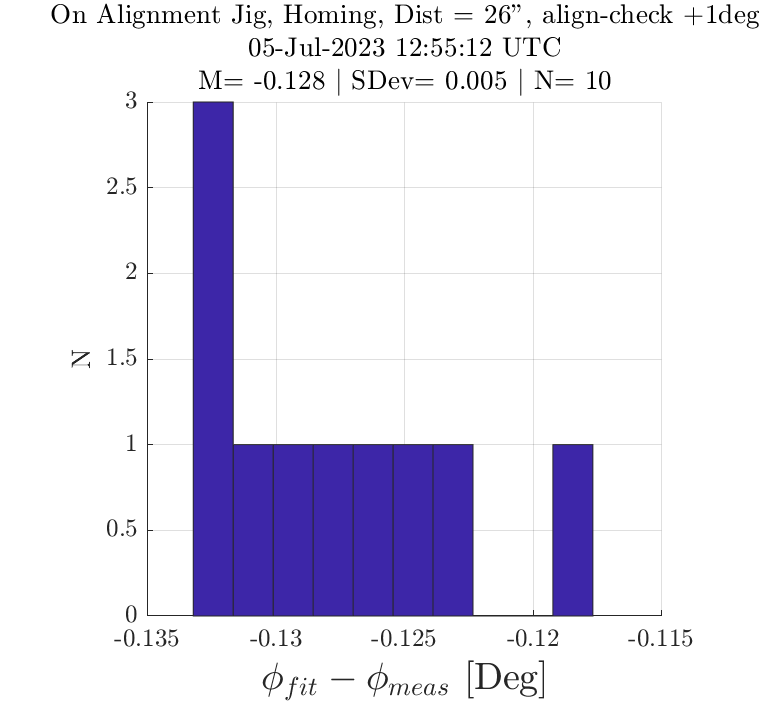 On Alignment Jig, Homing, Dist = 26”, align-check +1deg
05-Jul-2023 12:55:12 UTC
M= -0.128 | SDev= 0.005 | N= 10
3
2.5
2
1.5
1
0.5
0
N
-0.135 -0.13 -0.125 -0.12 -0.115
ϕ_fit − ϕ_meas [Deg]